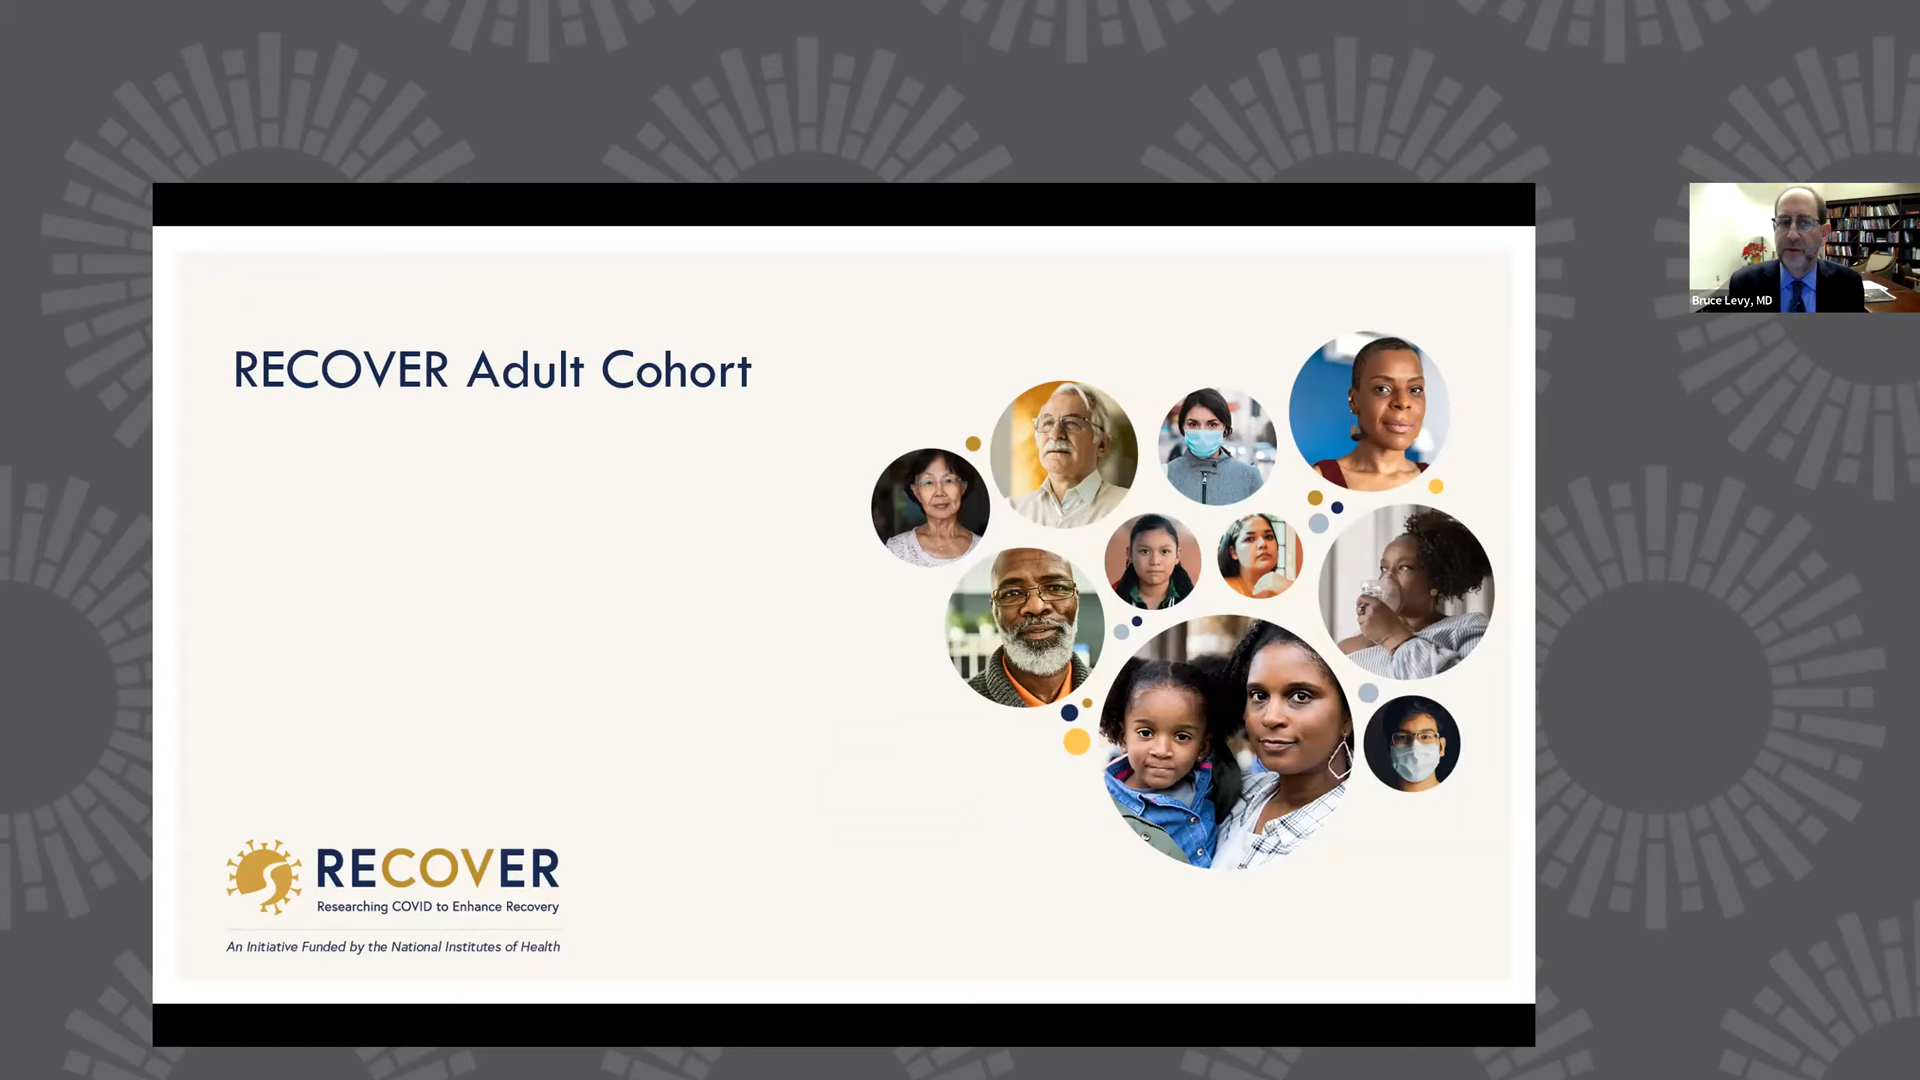 RECOVER Adult Cohort
Bruce Levy, MD
RECOVER
Researching COVID to Enhance Recovery
An Initiative Funded by the National Institutes of Health